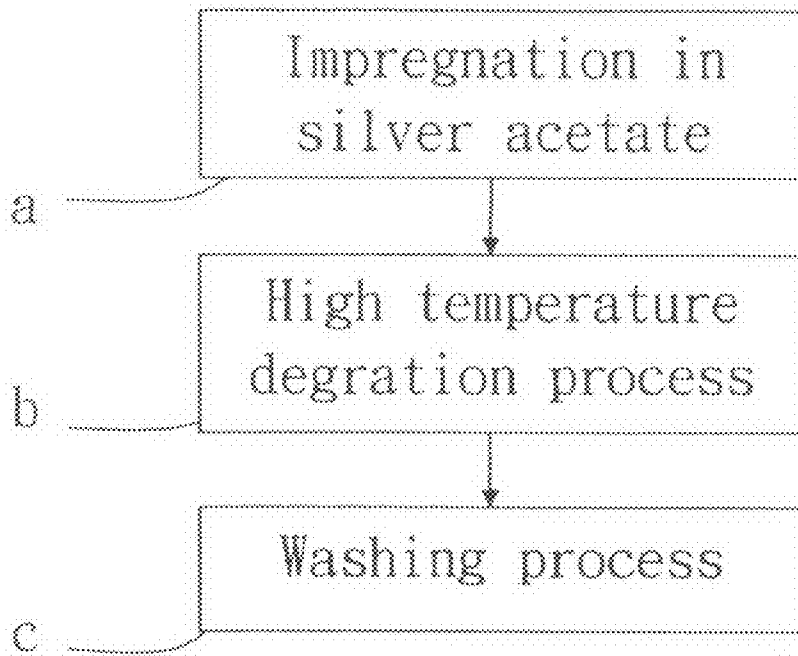 Impregnation in
silver acetate
a
High temperature
degration process
b
Washing process
c